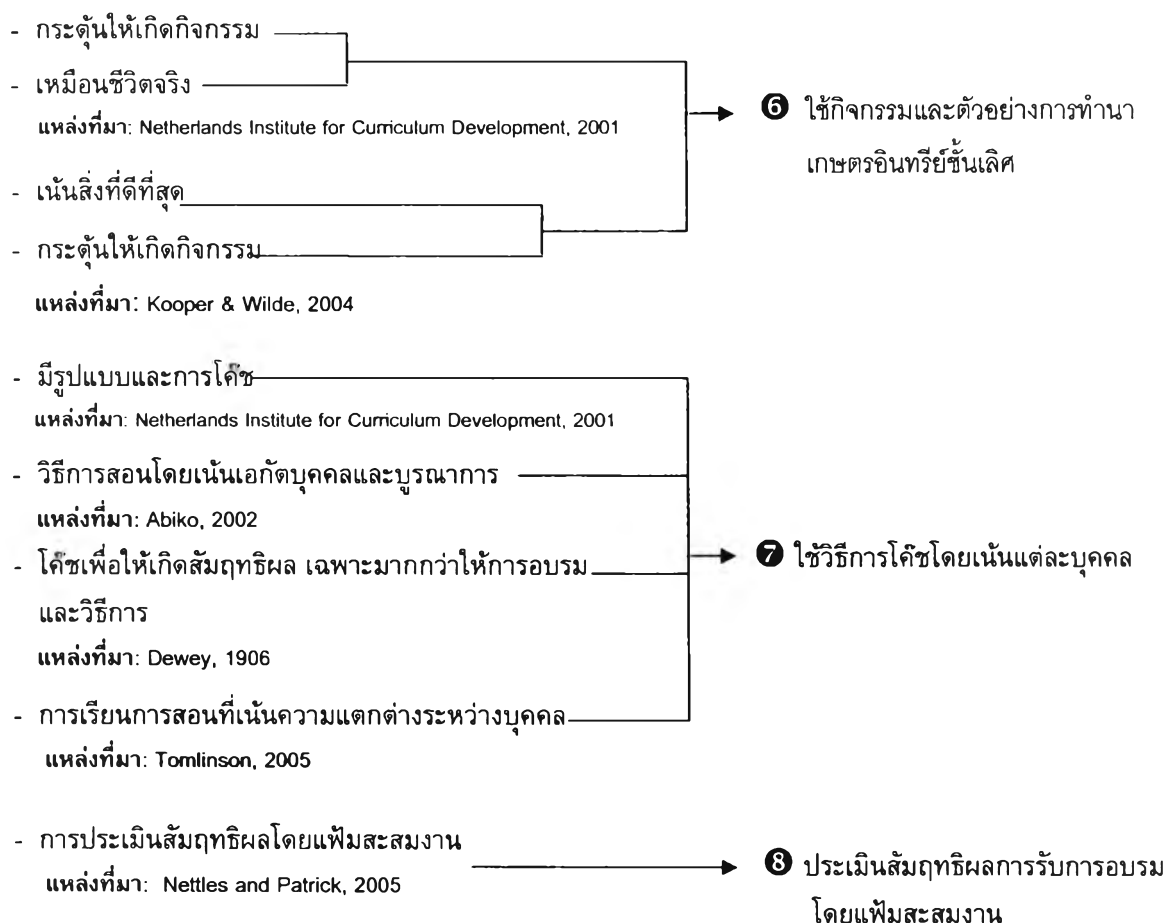 - กระตุ้นให้เกิดกิจกรรม
- เหมือนชีวิตจริง
แหล่งที่มา: Netherlands Institute for Curriculum Development, 2001
❻ ใช้กิจกรรมและตัวอย่างการทำนา
เกษตรอินทรีย์ชั้นเลิศ
- เน้นสิ่งที่ดีที่สุด
- กระตุ้นให้เกิดกิจกรรม
แหล่งที่มา: Kooper & Wilde, 2004
- มีรูปแบบและการโค๊ช
แหล่งที่มา: Netherlands Institute for Curriculum Development, 2001
- วิธีการสอนโดยเน้นเอกัตบุคคลและบูรณาการ
แหล่งที่มา: Abiko, 2002
- โค๊ชเพื่อให้เกิดสัมฤทธิผล เฉพาะมากกว่าให้การอบรม
และวิธีการ
แหล่งที่มา: Dewey, 1906
❼ ใช้วิธีการโค๊ชโดยเน้นแต่ละบุคคล
- การเรียนการสอนที่เน้นความแตกต่างระหว่างบุคคล
แหล่งที่มา: Tomlinson, 2005
- การประเมินสัมฤทธิผลโดยแฟ้มสะสมงาน
แหล่งที่มา: Nettles and Patrick, 2005
❽ ประเมินสัมฤทธิผลการรับการอบรม
โดยแฟ้มสะสมงาน